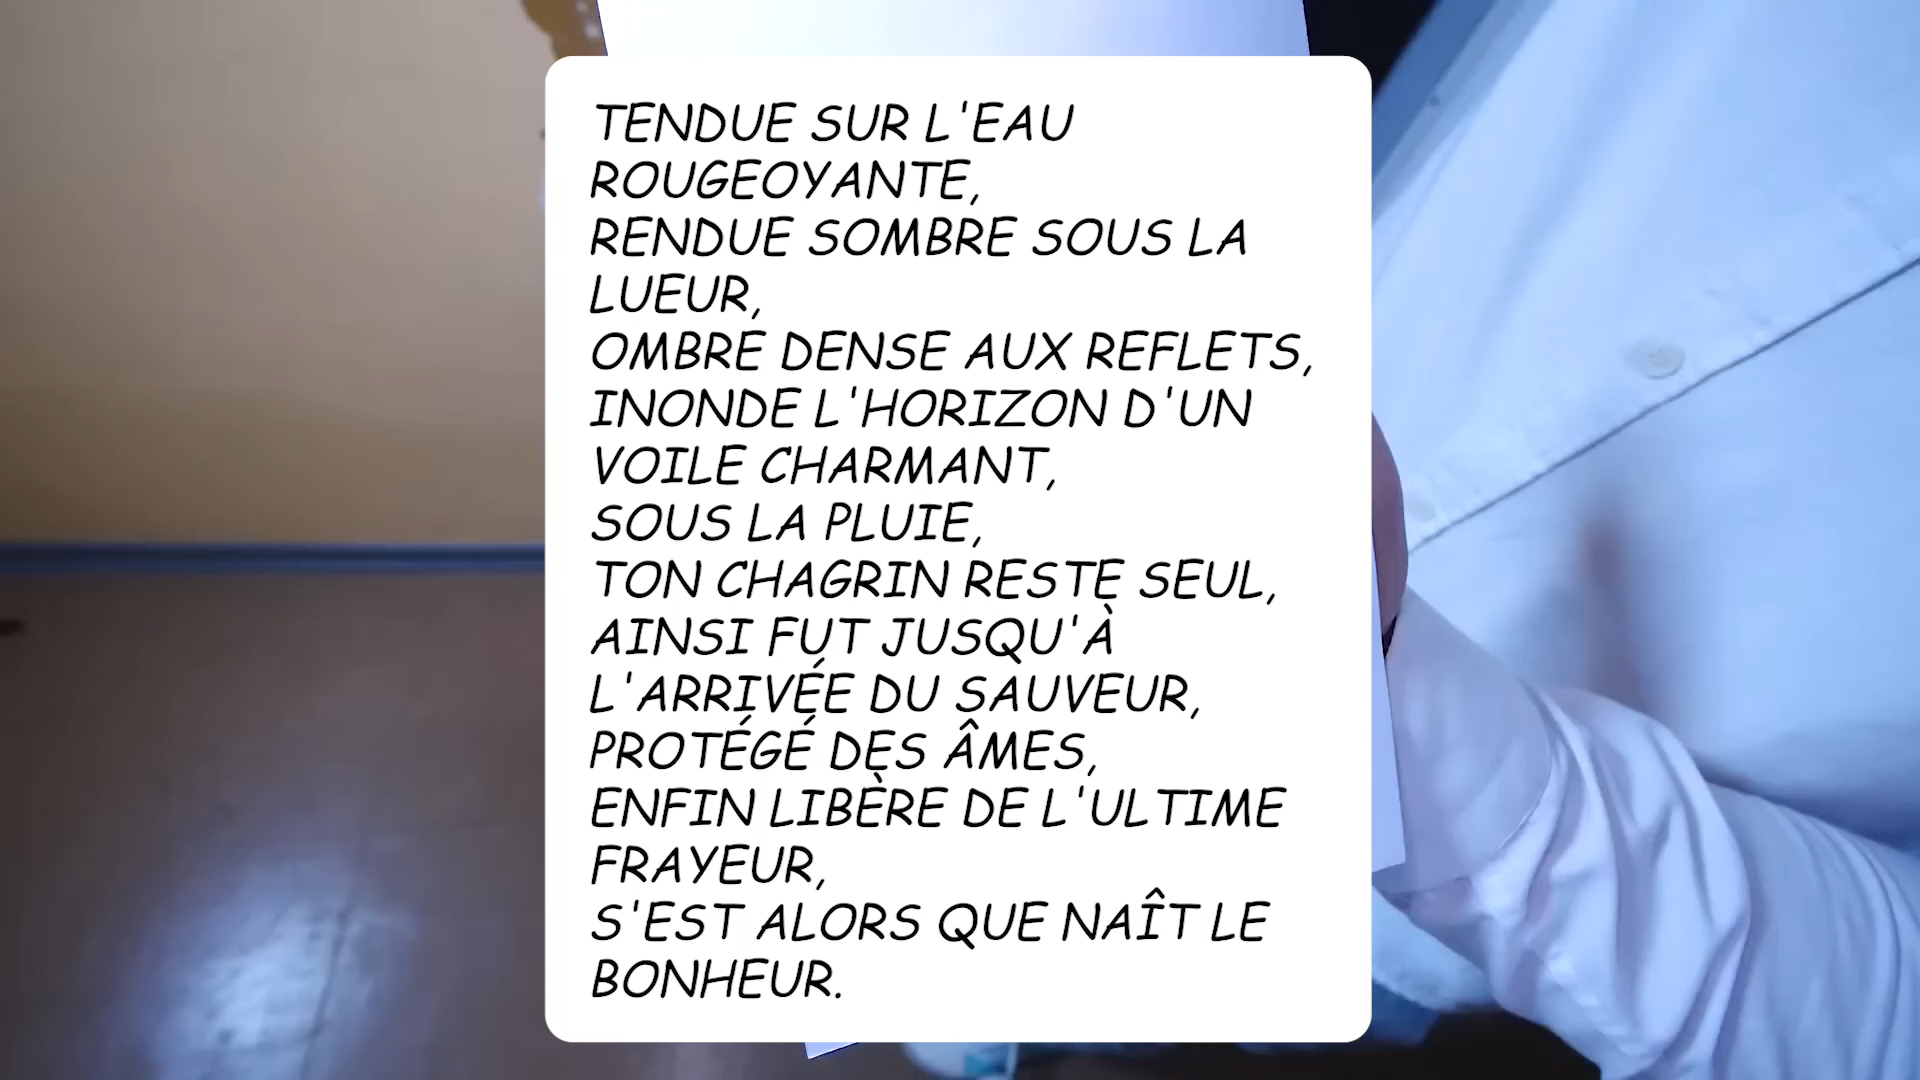 TENDUE SUR L'EAU
ROUGEOYANTE,
RENDUE SOMBRE SOUS LA
LUEUR,
OMBRE DENSE AUX REFLETS,
INONDE L'HORIZON D'UN
VOILE CHARMANT,
SOUS LA PLUIE,
TON CHAGRIN RESTE SEUL,
AINSI FUT JUSQU'À
L'ARRIVÉE DU SAUVEUR,
PROTÉGÉ DES ÂMES,
ENFIN LIBÈRE DE L'ULTIME
FRAYEUR,
S'EST ALORS QUE NAÎT LE
BONHEUR.